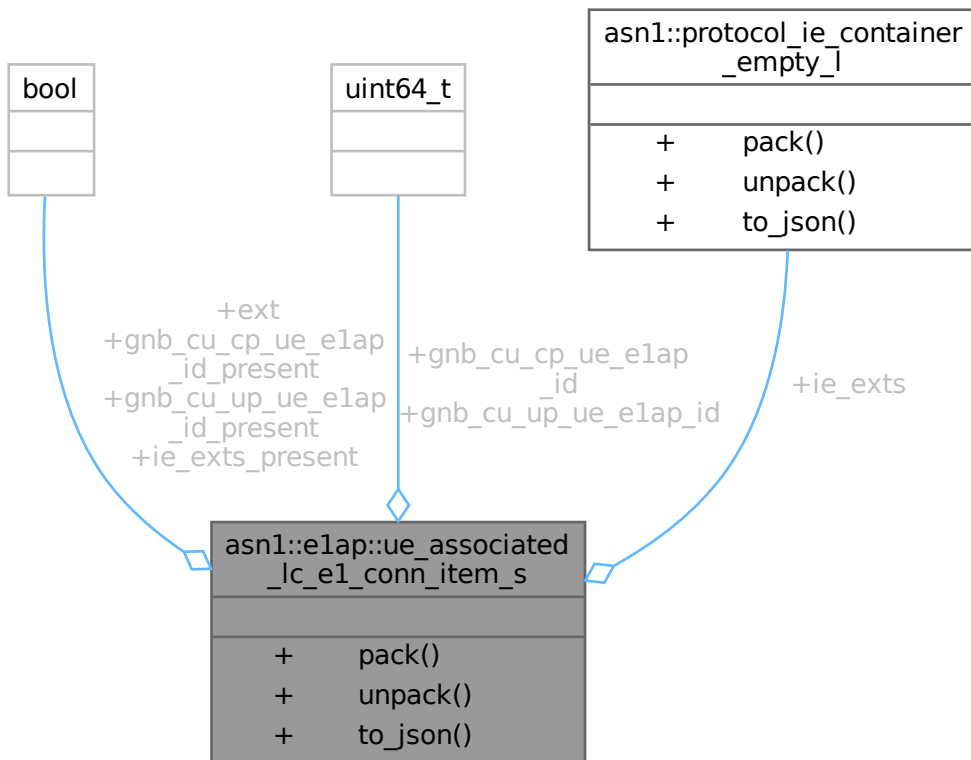 asn1::protocol_ie_container
_empty_l
+ pack()
+ unpack()
+ to_json()
bool
uint64_t
+ext
+gnb_cu_cp_ue_e1ap
_id_present
+gnb_cu_up_ue_e1ap
_id_present
+ie_exts_present
+gnb_cu_cp_ue_e1ap
_id
+gnb_cu_up_ue_e1ap_id
+ie_exts
asn1::e1ap::ue_associated
_lc_e1_conn_item_s
+ pack()
+ unpack()
+ to_json()